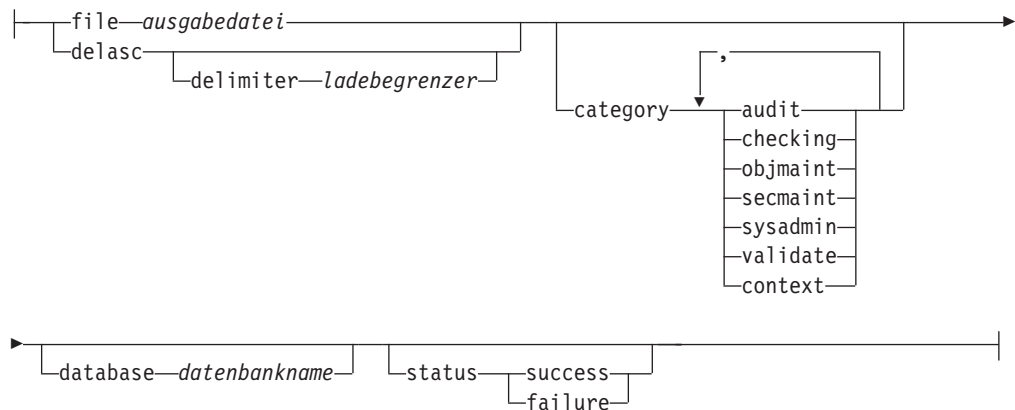 file ausgabedatei
delasc
delimiter ladebegrenzer
,
category audit
checking
objmaint
secmaint
sysadmin
validate
context
database datenbankname status success
failure